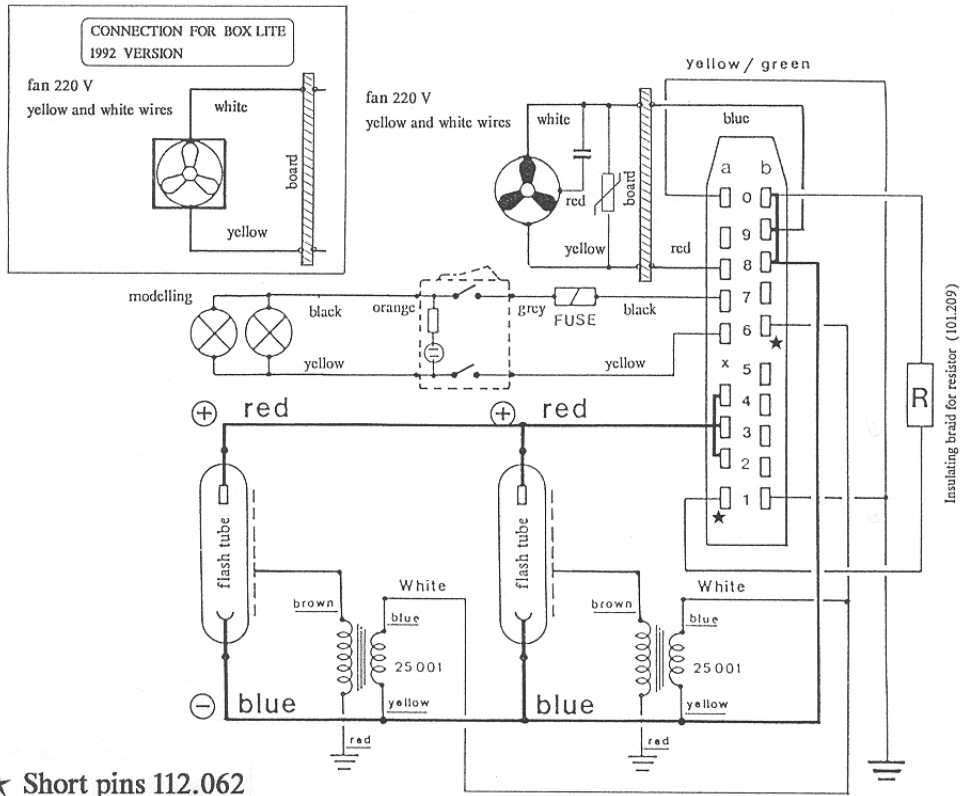 CONNECTION FOR BOX LITE
1992 VERSION
fan 220 V
yellow and white wires
white
board
yellow
fan 220 V
yellow and white wires
white
red
board
yellow
red
yellow / green
blue
a b
0
9
8
7
6
x 5
4
3
2
1
modelling
black
orange
grey
FUSE
black
yellow
yellow
R
Insulating braid for resistor (101.209)
+ red
+ red
flash tube
flash tube
White
brown
blue
25001
yellow
red
White
brown
blue
25001
yellow
red
− blue
blue
★ Short pins 112.062